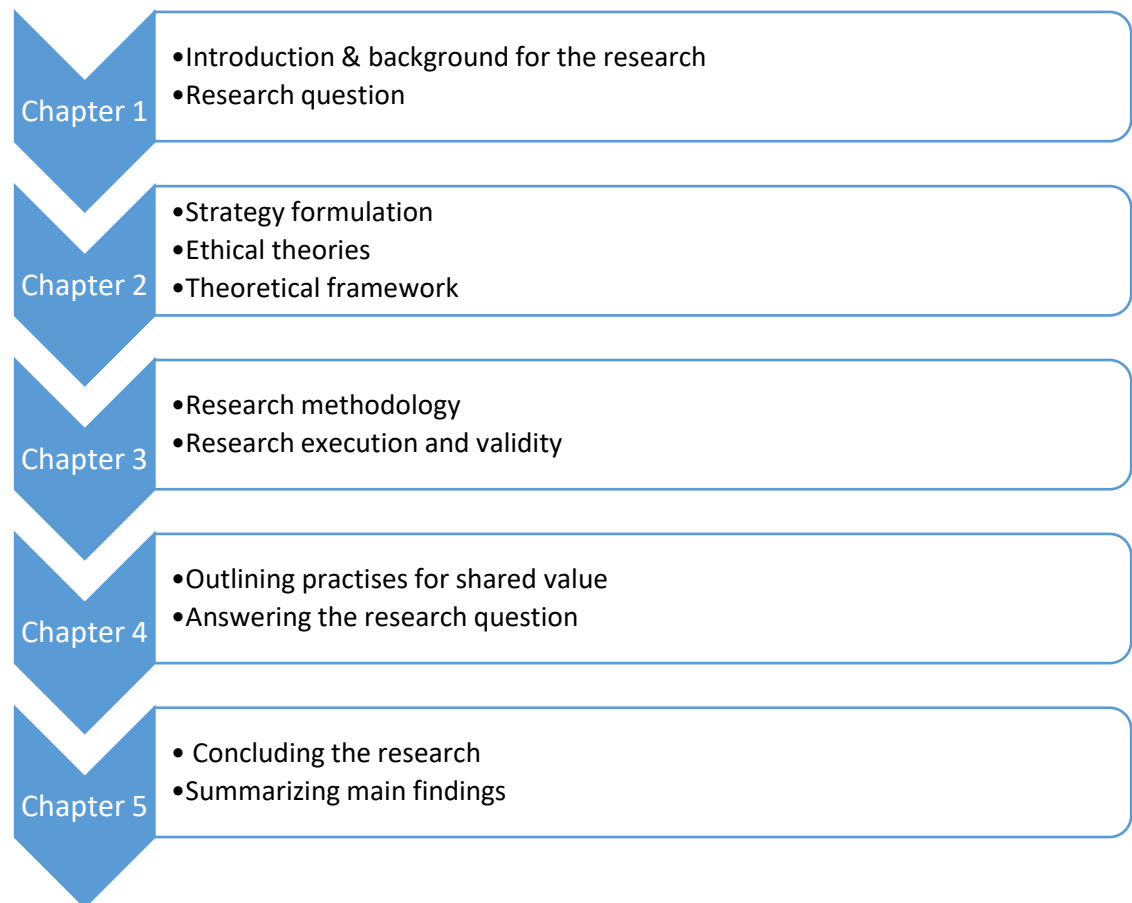 Chapter 1
•Introduction & background for the research
•Research question
Chapter 2
•Strategy formulation
•Ethical theories
•Theoretical framework
Chapter 3
•Research methodology
•Research execution and validity
Chapter 4
•Outlining practises for shared value
•Answering the research question
Chapter 5
• Concluding the research
•Summarizing main findings